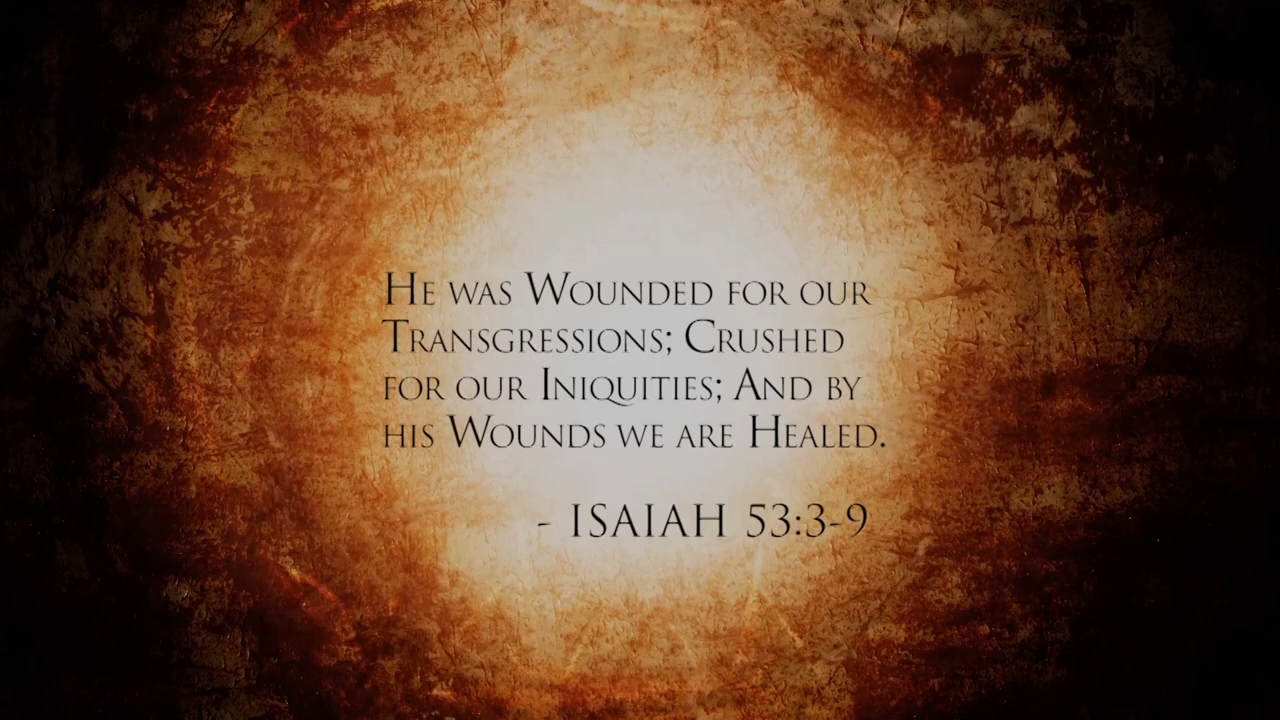 He was Wounded for our
Transgressions; Crushed
for our Iniquities; And by
his Wounds we are Healed.
- ISAIAH 53:3-9